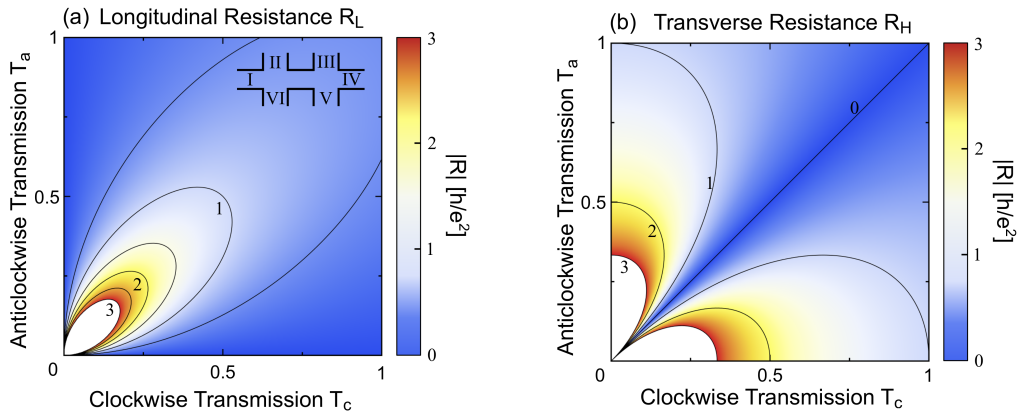 (a) Longitudinal Resistance R_L
Anticlockwise Transmission T_a
1
0.5
0
0.5
1
Clockwise Transmission T_c
I II III IV
VI V
1
2
3
3
2
1
0
|R| [h/e²]
(b) Transverse Resistance R_H
Anticlockwise Transmission T_a
1
0.5
0
0.5
1
Clockwise Transmission T_c
0
1
2
3
3
2
1
0
|R| [h/e²]